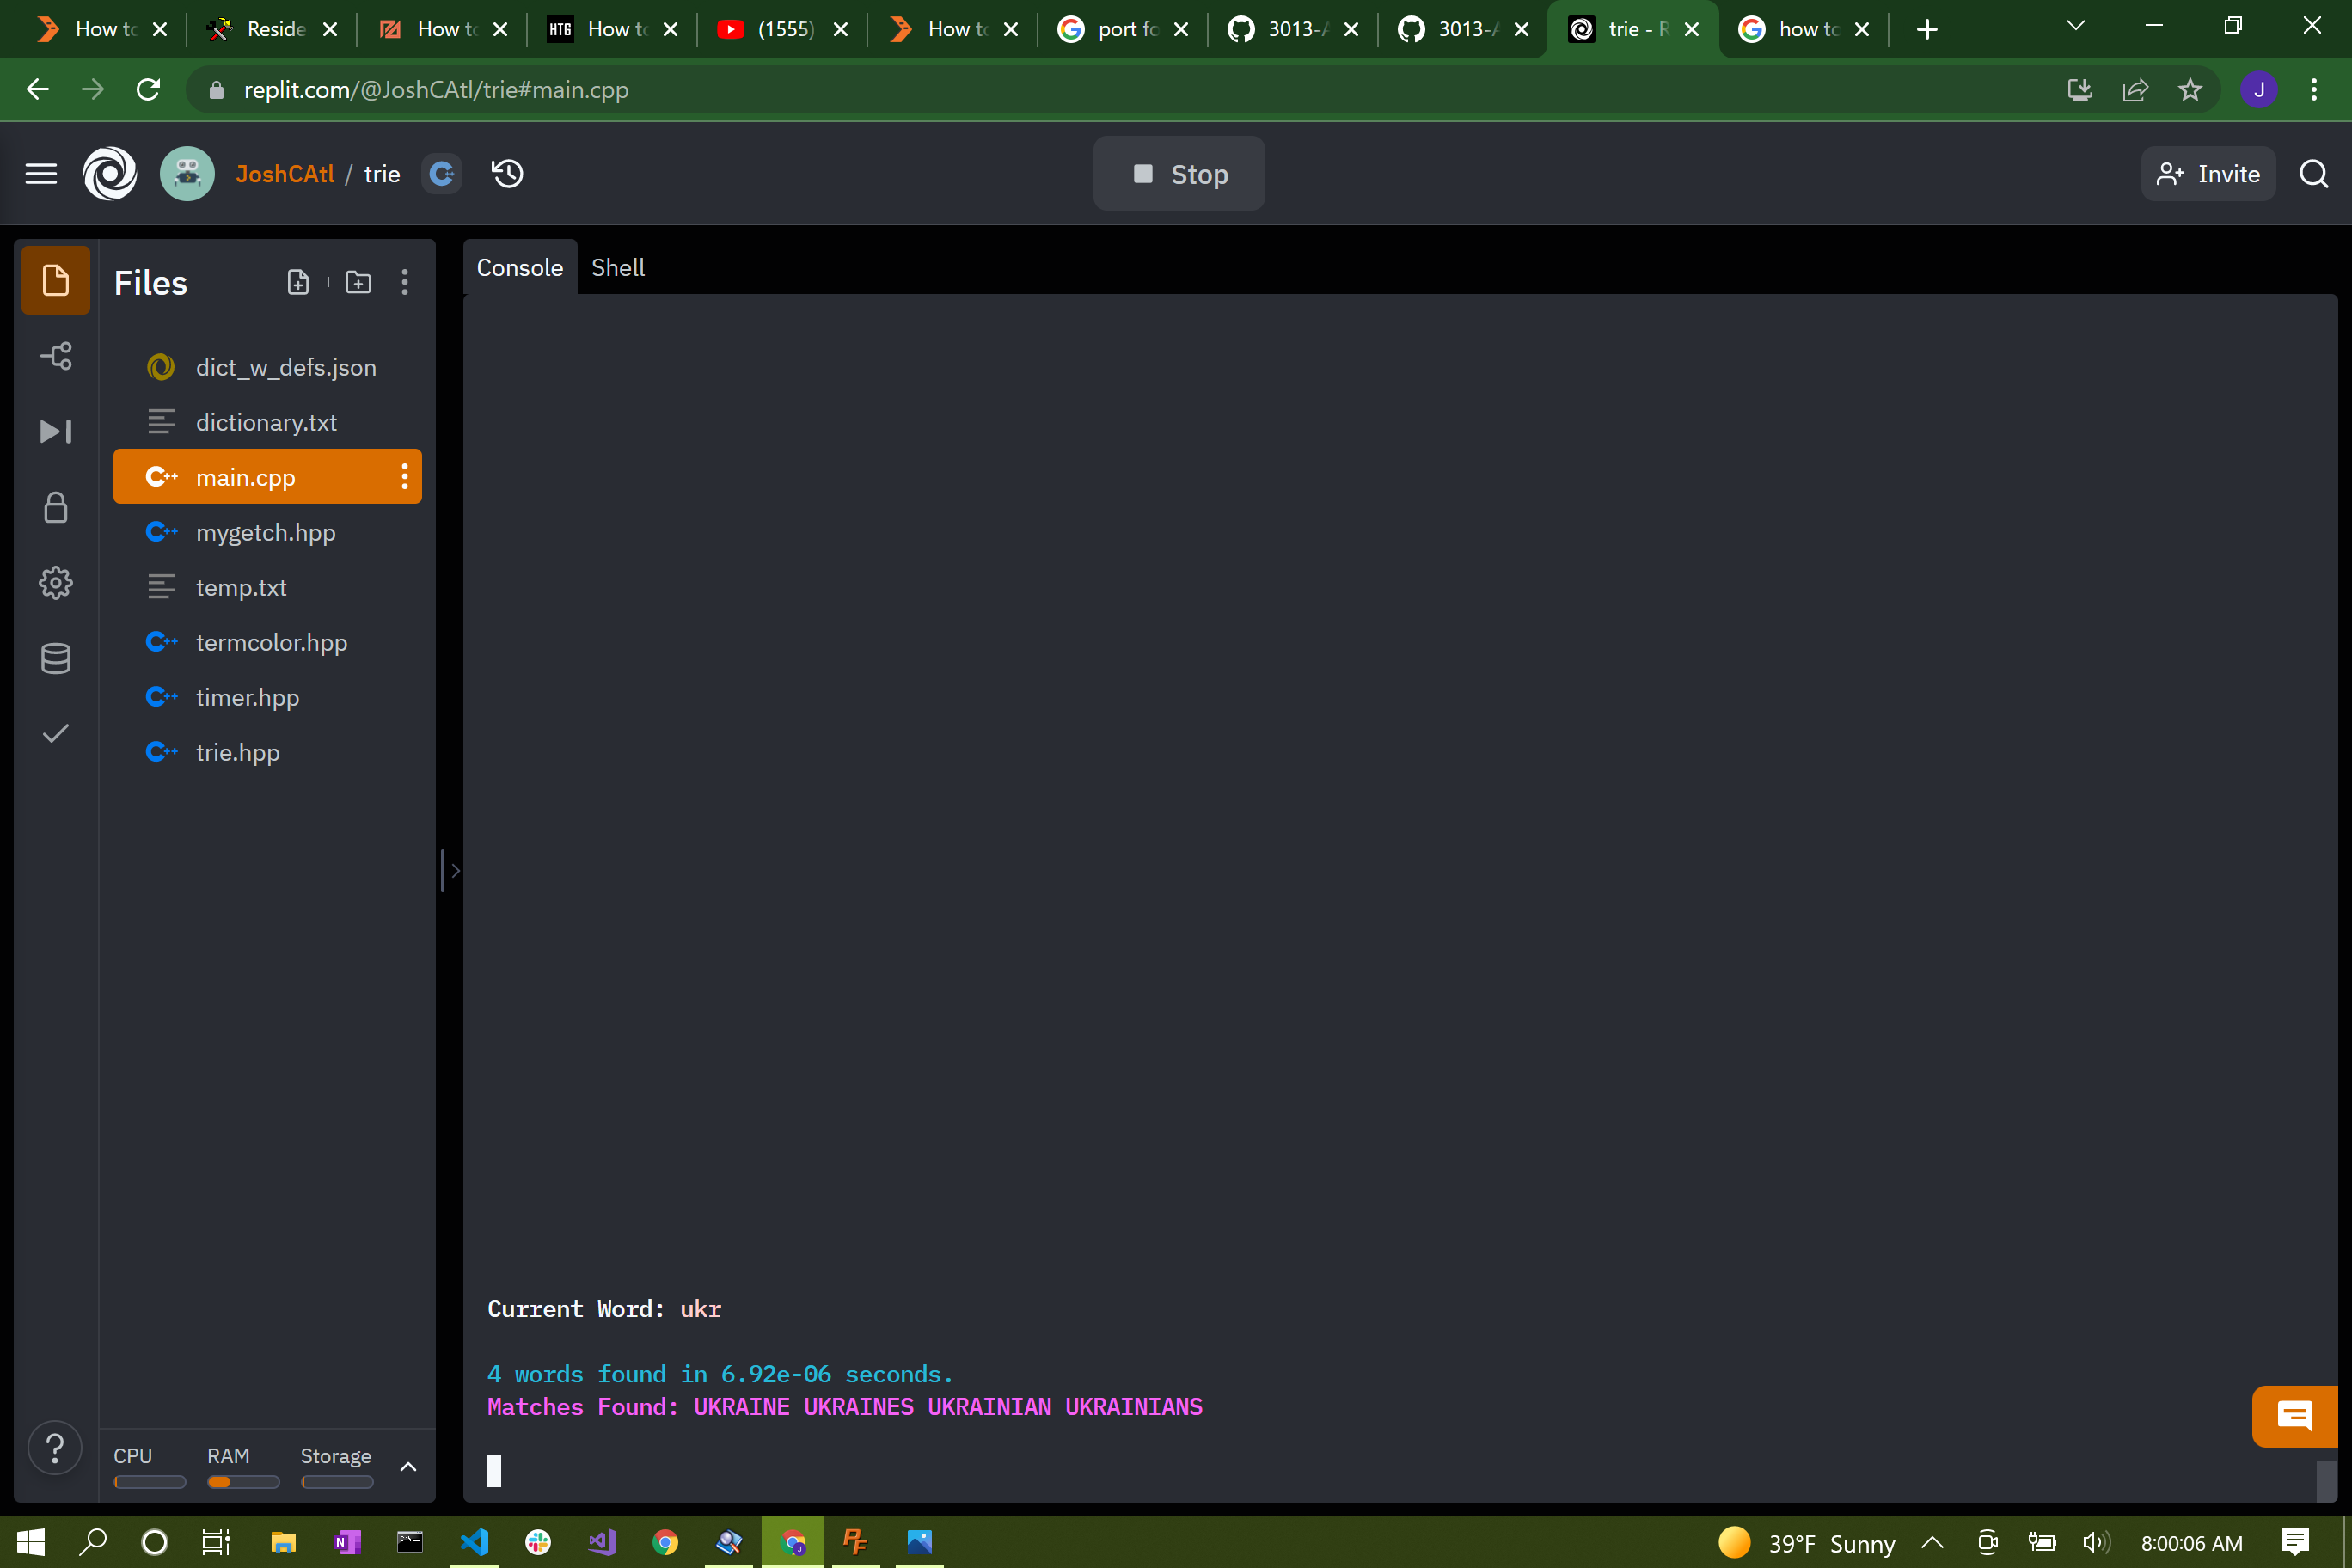 How to
Reside
How to
HTG How to
(1555)
How to
port fo
3013-A
3013-A
trie - R
how to
replit.com/@JoshCAtl/trie#main.cpp
J
JoshCAtl / trie
Stop
Invite
Files
Console Shell
dict_w_defs.json
dictionary.txt
main.cpp
mygetch.hpp
temp.txt
termcolor.hpp
timer.hpp
trie.hpp
Current Word: ukr
4 words found in 6.92e-06 seconds.
Matches Found: UKRAINE UKRAINES UKRAINIAN UKRAINIANS
CPU RAM Storage
39°F Sunny
8:00:06 AM